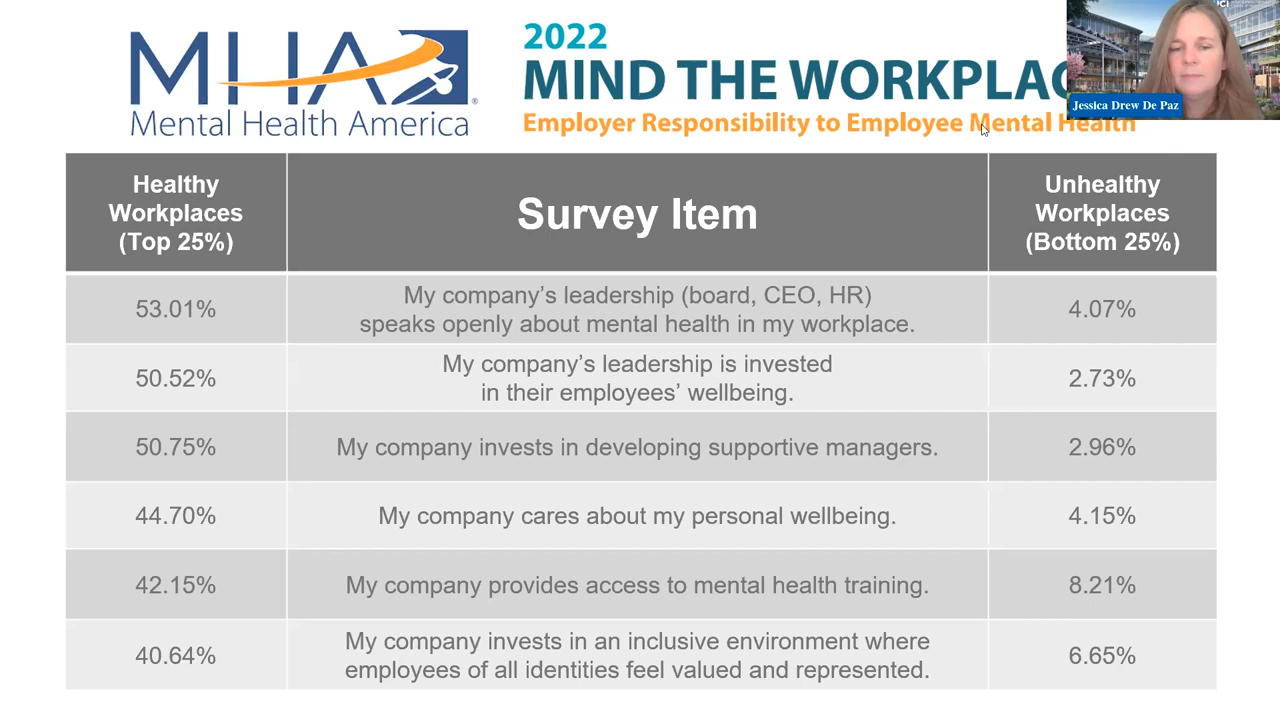 MHA
®
Mental Health America
2022
MIND THE WORKPLAC
Employer Responsibility to Employee Mental Health
UCI
Jessica Drew De Paz
Healthy
Workplaces
(Top 25%)
Survey Item
Unhealthy
Workplaces
(Bottom 25%)
53.01%
My company’s leadership (board, CEO, HR)
speaks openly about mental health in my workplace.
4.07%
50.52%
My company’s leadership is invested
in their employees’ wellbeing.
2.73%
50.75%
My company invests in developing supportive managers.
2.96%
44.70%
My company cares about my personal wellbeing.
4.15%
42.15%
My company provides access to mental health training.
8.21%
40.64%
My company invests in an inclusive environment where
employees of all identities feel valued and represented.
6.65%